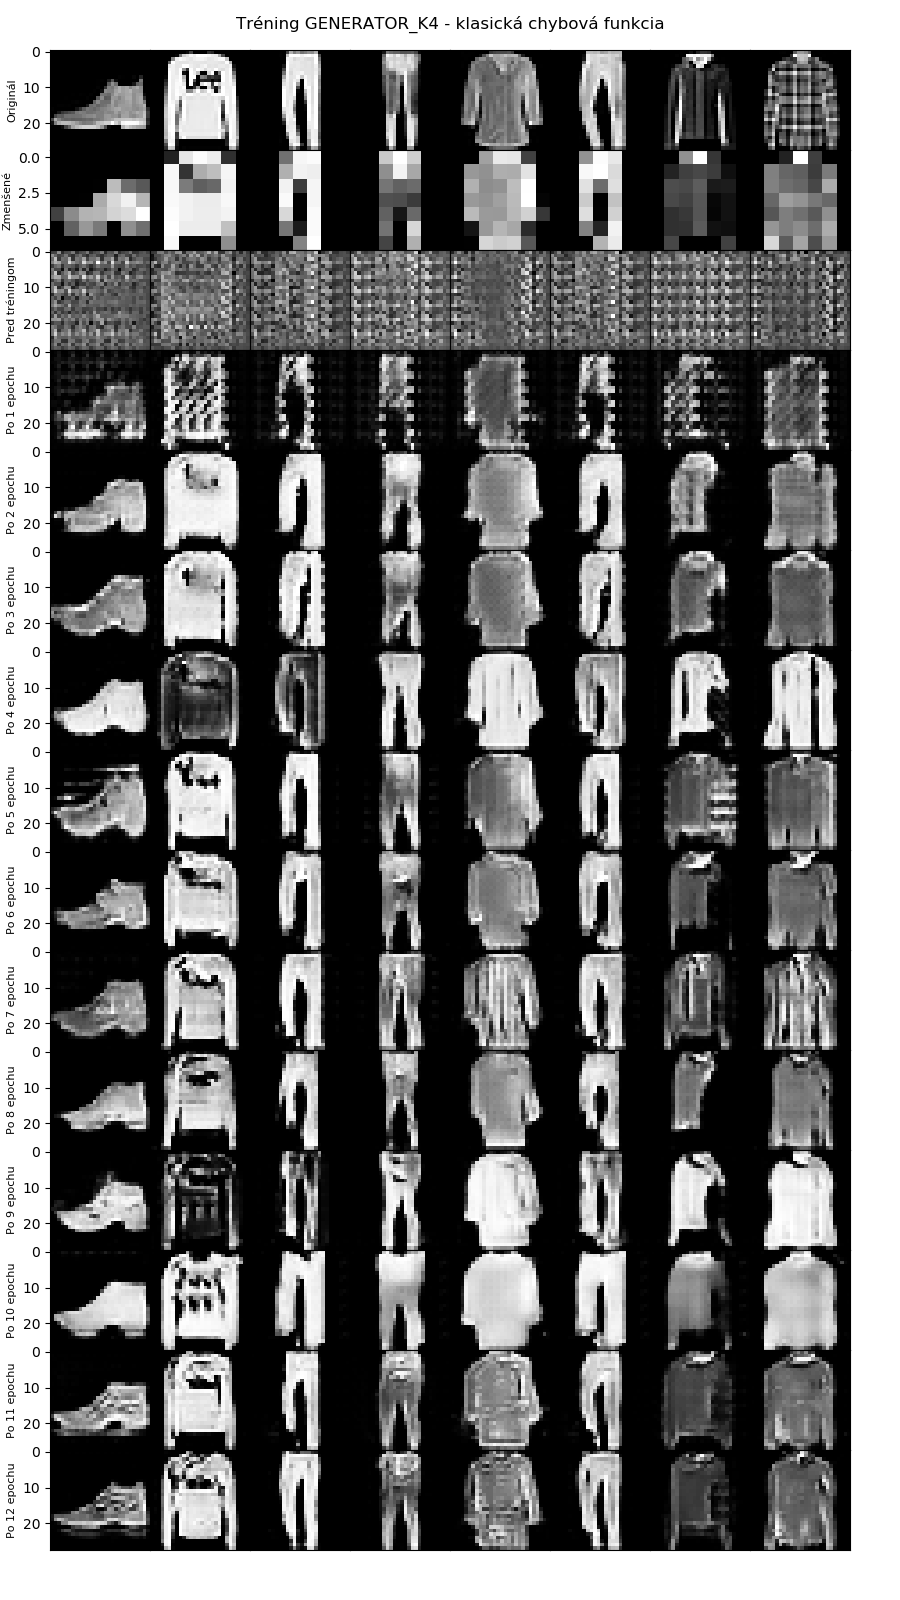 Tréning GENERATOR_K4 - klasická chybová funkcia
0
10
20
Originál
Lee
0.0
2.5
5.0
Zmenšené
0
10
20
Pred tréningom
0
10
20
Po 1 epochu
0
10
20
Po 2 epochu
0
10
20
Po 3 epochu
0
10
20
Po 4 epochu
0
10
20
Po 5 epochu
0
10
20
Po 6 epochu
0
10
20
Po 7 epochu
0
10
20
Po 8 epochu
0
10
20
Po 9 epochu
0
10
20
Po 10 epochu
0
10
20
Po 11 epochu
0
10
20
Po 12 epochu